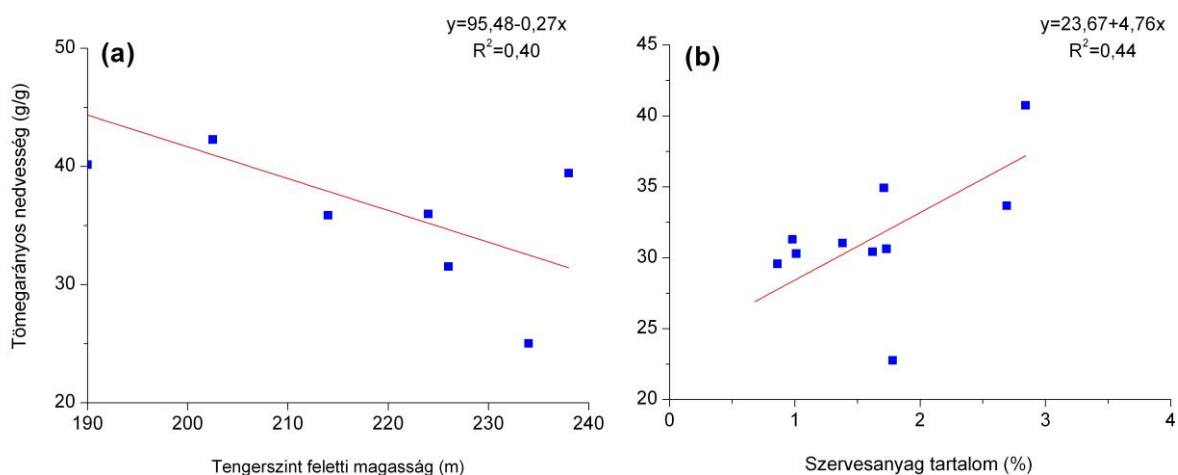 y=95,48-0,27x
R²=0,40
(a)
Tömegarányos nedvesség (g/g)
50
40
30
20
190
200
210
220
230
240
Tengerszint feletti magasság (m)
y=23,67+4,76x
R²=0,44
(b)
45
40
35
30
25
20
0
1
2
3
4
Szervesanyag tartalom (%)